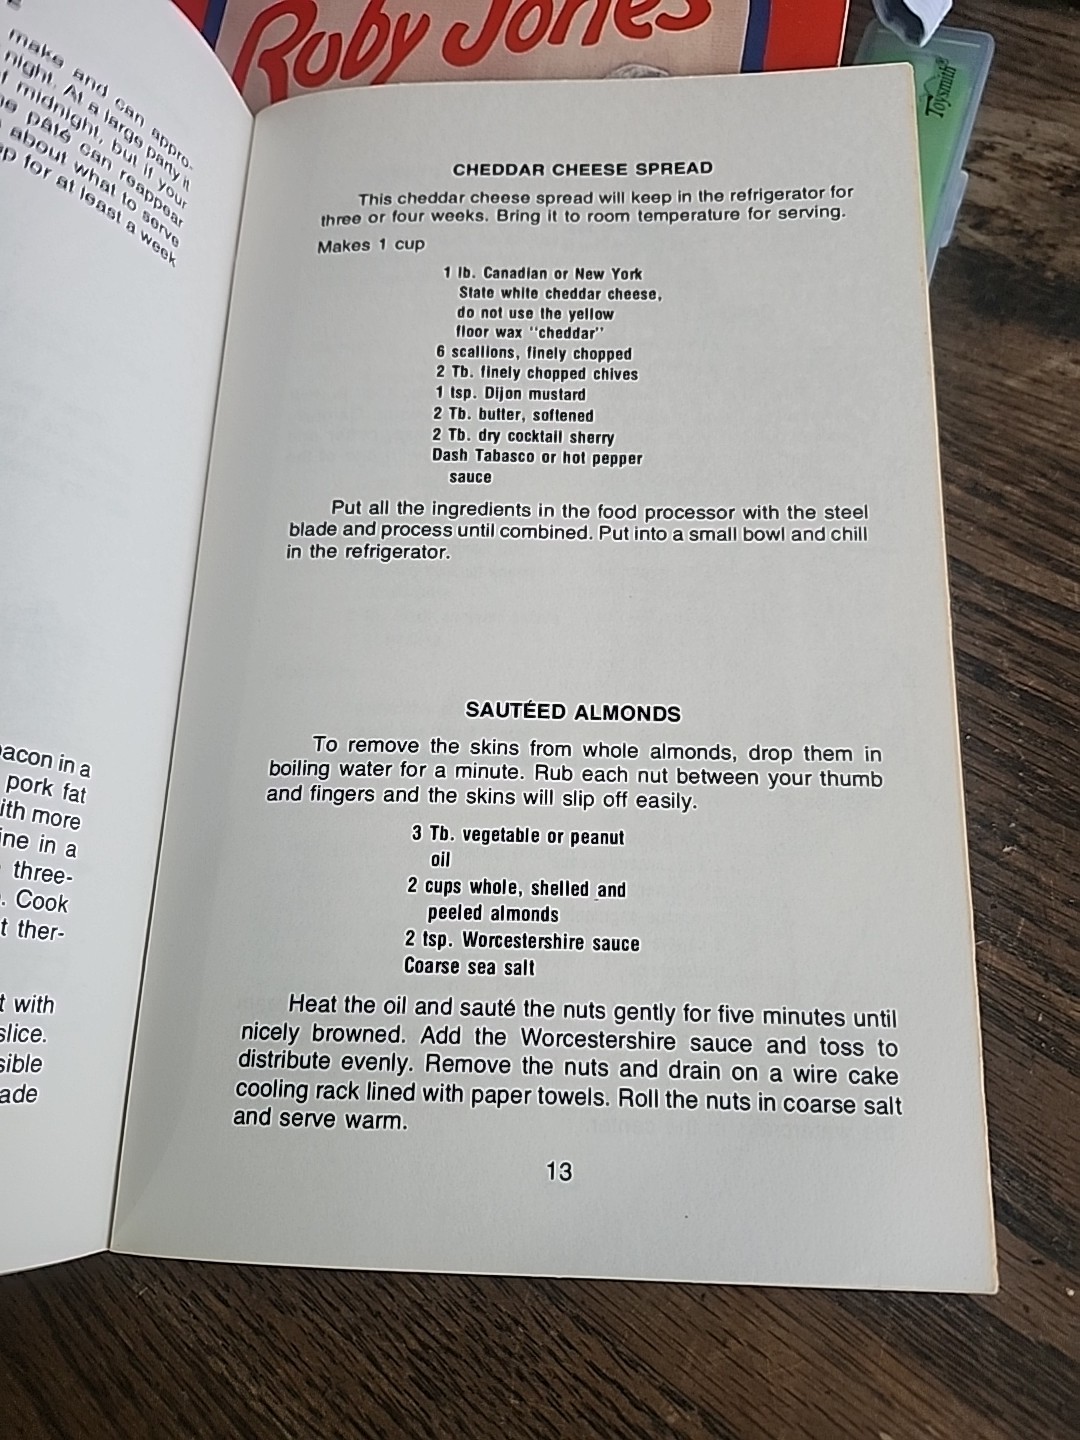 Ruby Jones
Toysmith®
make and can appro-
night. At a large party it
midnight, but if your
pâté can reappear
about what to serve
for at least a week
acon in a
pork fat
ith more
ine in a
three-
. Cook
t ther-
t with
slice.
sible
ade
CHEDDAR CHEESE SPREAD
This cheddar cheese spread will keep in the refrigerator for
three or four weeks. Bring it to room temperature for serving.
Makes 1 cup
1 lb. Canadian or New York
State white cheddar cheese,
do not use the yellow
floor wax "cheddar"
6 scallions, finely chopped
2 Tb. finely chopped chives
1 tsp. Dijon mustard
2 Tb. butter, softened
2 Tb. dry cocktail sherry
Dash Tabasco or hot pepper
sauce
Put all the ingredients in the food processor with the steel
blade and process until combined. Put into a small bowl and chill
in the refrigerator.
SAUTÉED ALMONDS
To remove the skins from whole almonds, drop them in
boiling water for a minute. Rub each nut between your thumb
and fingers and the skins will slip off easily.
3 Tb. vegetable or peanut
oil
2 cups whole, shelled and
peeled almonds
2 tsp. Worcestershire sauce
Coarse sea salt
Heat the oil and sauté the nuts gently for five minutes until
nicely browned. Add the Worcestershire sauce and toss to
distribute evenly. Remove the nuts and drain on a wire cake
cooling rack lined with paper towels. Roll the nuts in coarse salt
and serve warm.
13